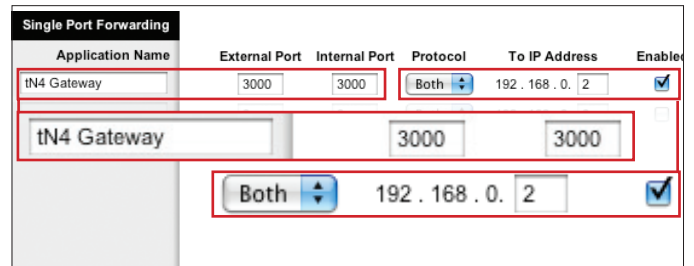 Single Port Forwarding
Application Name External Port Internal Port Protocol To IP Address Enabled
tN4 Gateway 3000 3000 Both 192 . 168 . 0. 2
tN4 Gateway 3000 3000
Both 192 . 168 . 0. 2